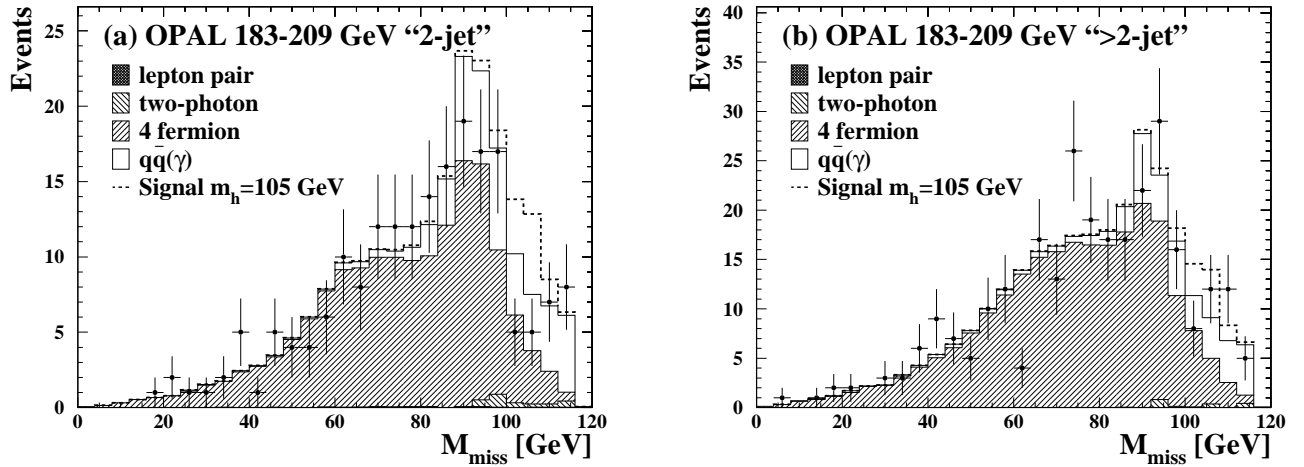 (a) OPAL 183-209 GeV “2-jet”
Events
lepton pair
two-photon
4 fermion
qq̄(γ)
Signal m_h=105 GeV
25
20
15
10
5
0
0 20 40 60 80 100 120
M_miss [GeV]
(b) OPAL 183-209 GeV “>2-jet”
Events
lepton pair
two-photon
4 fermion
qq̄(γ)
Signal m_h=105 GeV
40
35
30
25
20
15
10
5
0
0 20 40 60 80 100 120
M_miss [GeV]